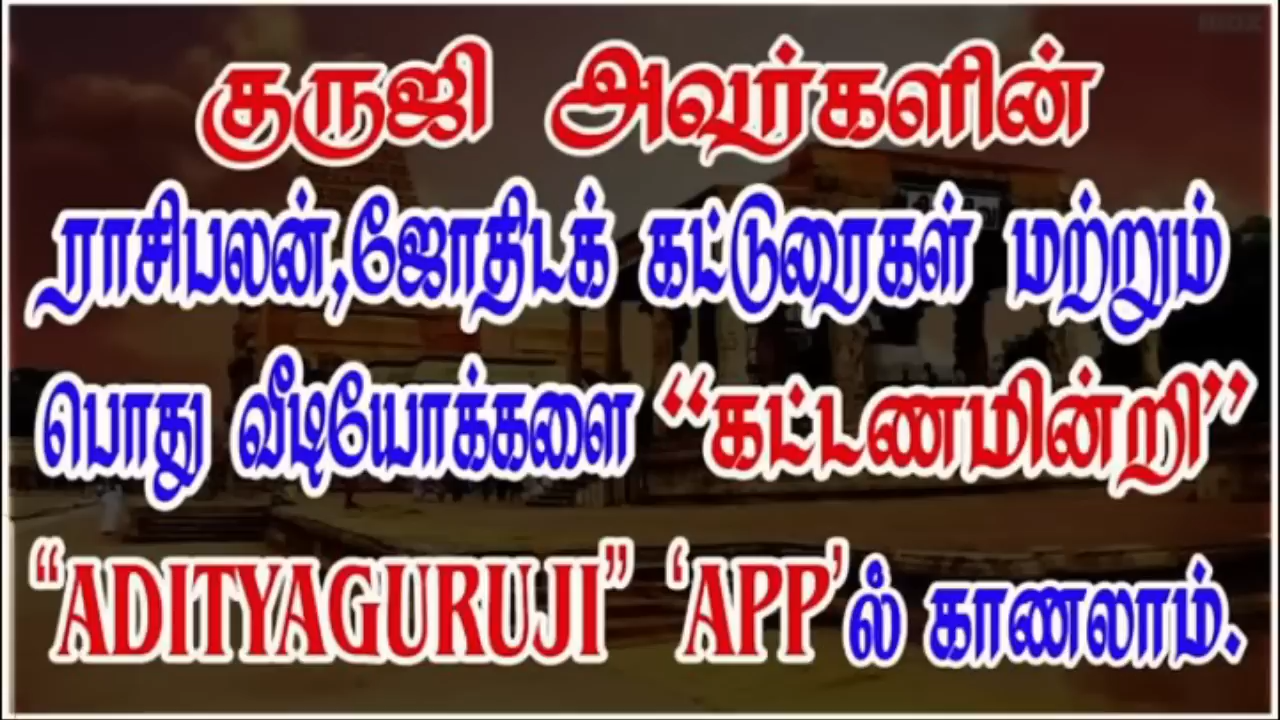 குருஜி அவர்களின்
ராசிபலன்,ஜோதிடக் கட்டுரைகள் மற்றும்
பொது வீடியோக்களை “கட்டணமின்றி”
“ADITYAGURUJI” ‘APP’ல் காணலாம்.